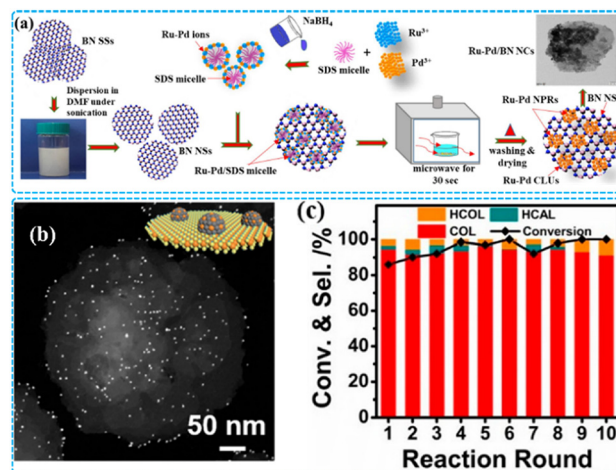 (a)
BN SSs
Dispersion in
DMF under
sonication
BN NSs
Ru-Pd ions
NaBH₄
SDS micelle
SDS micelle
+
Ru³⁺
Pd³⁺
Ru-Pd/SDS micelle
microwave for
30 sec
washing &
drying
Ru-Pd/BN NCs
Ru-Pd NPRs
BN NS
Ru-Pd CLUs
(b)
50 nm
(c)
HCOL
HCAL
COL
Conversion
Conv. & Sel. /%
100
80
60
40
20
0
1 2 3 4 5 6 7 8 9 10
Reaction Round